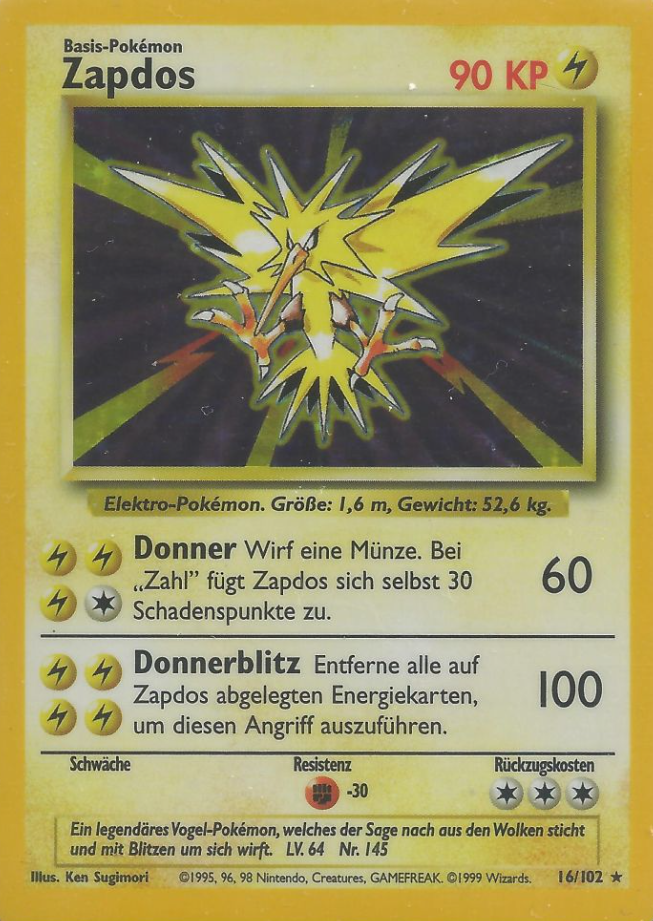 Basis-Pokémon
Zapdos
90 KP
Elektro-Pokémon. Größe: 1,6 m, Gewicht: 52,6 kg.
Donner Wirf eine Münze. Bei
„Zahl” fügt Zapdos sich selbst 30
Schadenspunkte zu.
60
Donnerblitz Entferne alle auf
Zapdos abgelegten Energiekarten,
um diesen Angriff auszuführen.
100
Schwäche
Resistenz
Rückzugskosten
-30
Ein legendäres Vogel-Pokémon, welches der Sage nach aus den Wolken sticht
und mit Blitzen um sich wirft. LV. 64 Nr. 145
Illus. Ken Sugimori ©1995, 96, 98 Nintendo, Creatures, GAMEFREAK. ©1999 Wizards. 16/102 ★